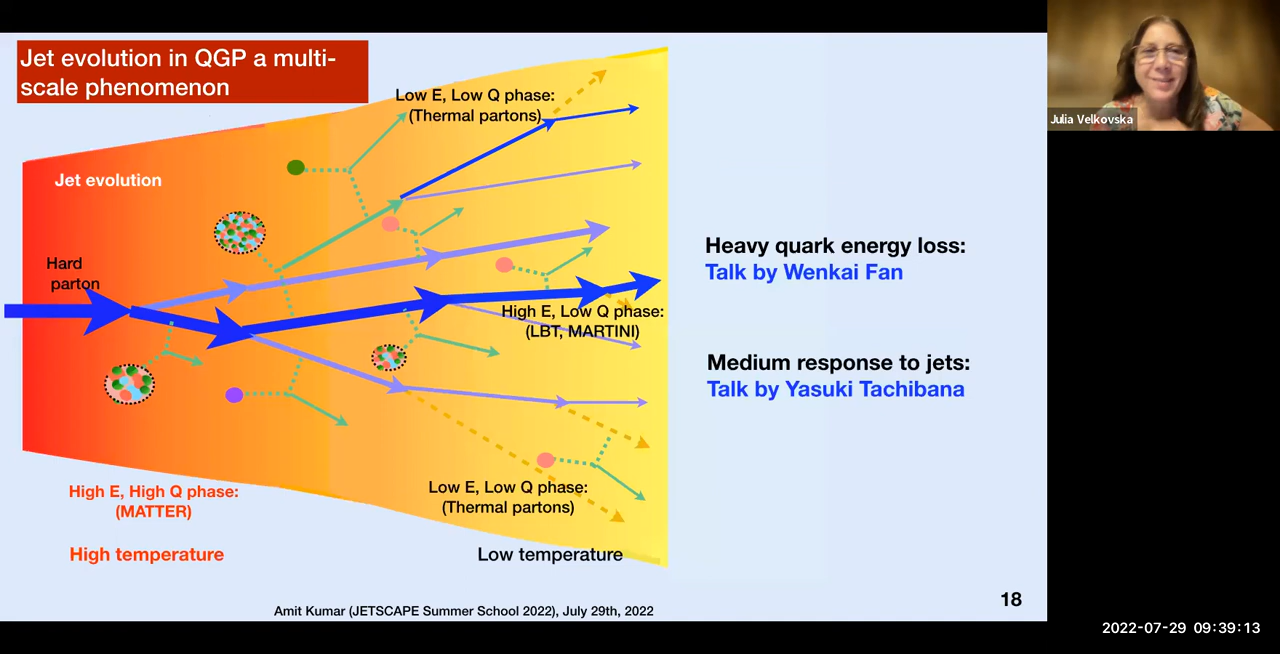 Jet evolution in QGP a multi-
scale phenomenon
Low E, Low Q phase:
(Thermal partons)
Jet evolution
Hard
parton
High E, Low Q phase:
(LBT, MARTINI)
Low E, Low Q phase:
(Thermal partons)
High E, High Q phase:
(MATTER)
High temperature
Low temperature
Heavy quark energy loss:
Talk by Wenkai Fan
Medium response to jets:
Talk by Yasuki Tachibana
Amit Kumar (JETSCAPE Summer School 2022), July 29th, 2022
18
Julia Velkovska
2022-07-29 09:39:13